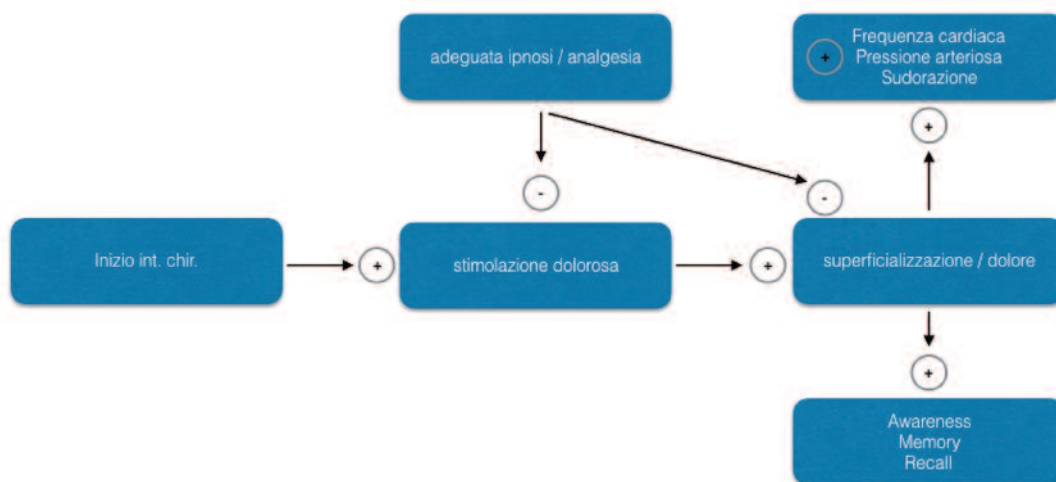 adeguata ipnosi / analgesia
+
Frequenza cardiaca
Pressione arteriosa
Sudorazione
+
-
-
Inizio int. chir.
+
stimolazione dolorosa
+
superficializzazione / dolore
+
Awareness
Memory
Recall